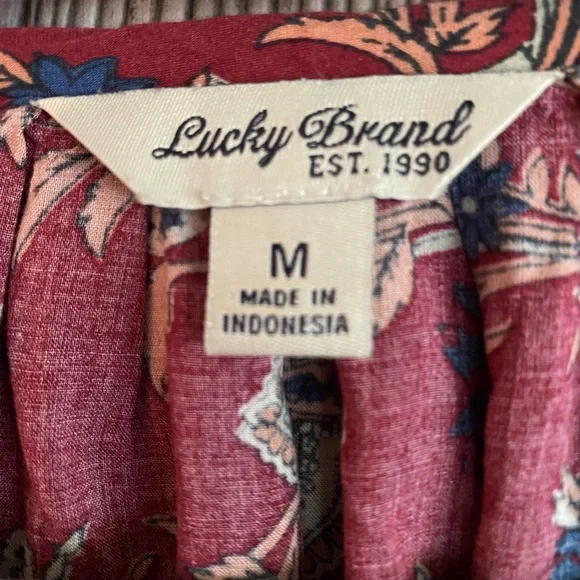 Lucky Brand
EST. 1990
M
MADE IN
INDONESIA